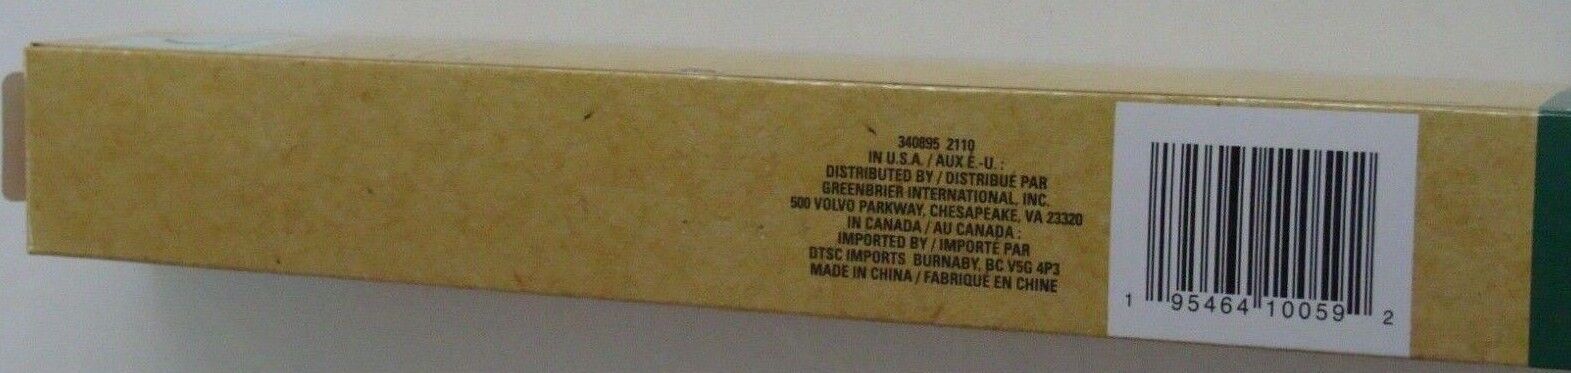 340895 2110
IN U.S.A. / AUX É.-U. :
DISTRIBUTED BY / DISTRIBUÉ PAR
GREENBRIER INTERNATIONAL, INC.
500 VOLVO PARKWAY, CHESAPEAKE, VA 23320
IN CANADA / AU CANADA :
IMPORTED BY / IMPORTÉ PAR
DTSC IMPORTS BURNABY, BC V5G 4P3
MADE IN CHINA / FABRIQUÉ EN CHINE
1 95464 10059 2